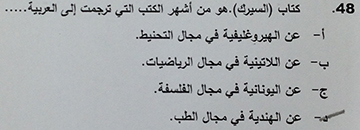 48. كتاب (السيرك).هو من أشهر الكتب التي ترجمت إلى العربية.....
أ- عن الهيروغليفية في مجال التحنيط.
ب- عن اللاتينية في مجال الرياضيات.
ج- عن اليونانية في مجال الفلسفة.
د- عن الهندية في مجال الطب.